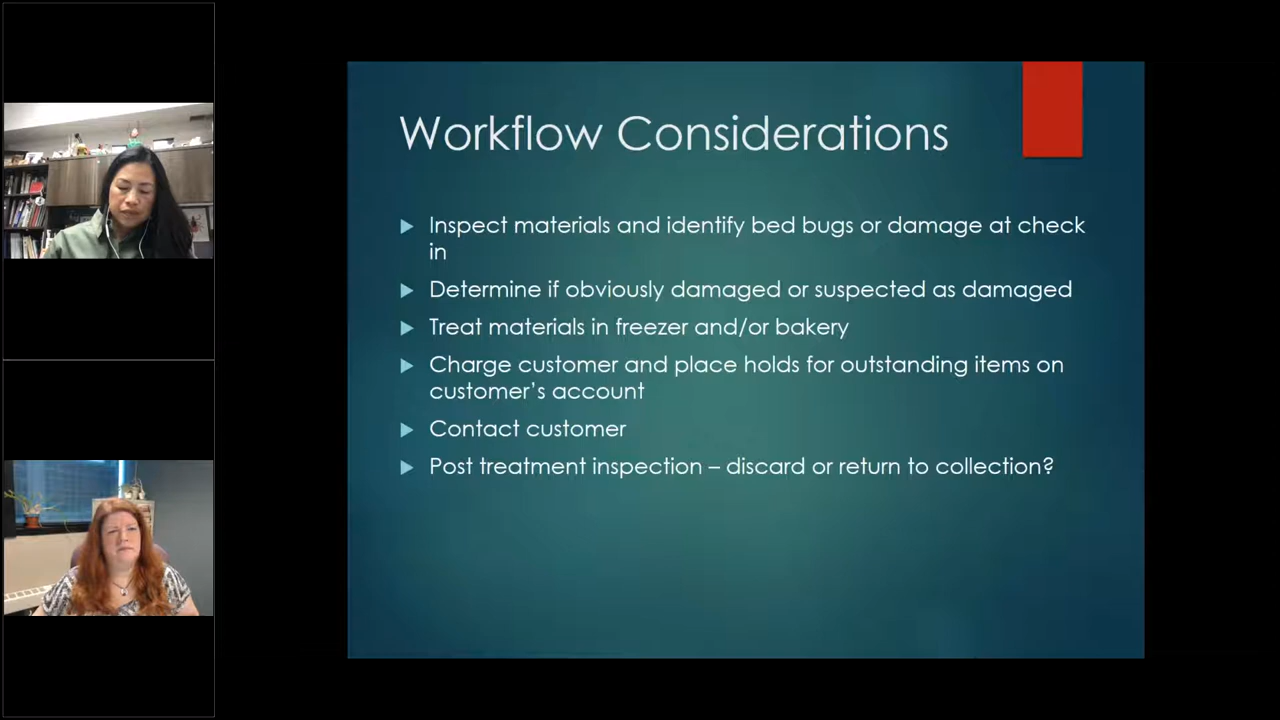 Workflow Considerations
Inspect materials and identify bed bugs or damage at check
in
Determine if obviously damaged or suspected as damaged
Treat materials in freezer and/or bakery
Charge customer and place holds for outstanding items on
customer’s account
Contact customer
Post treatment inspection – discard or return to collection?